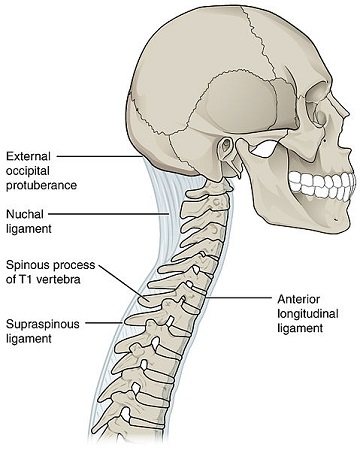 External
occipital
protuberance
Nuchal
ligament
Spinous process
of T1 vertebra
Supraspinous
ligament
Anterior
longitudinal
ligament